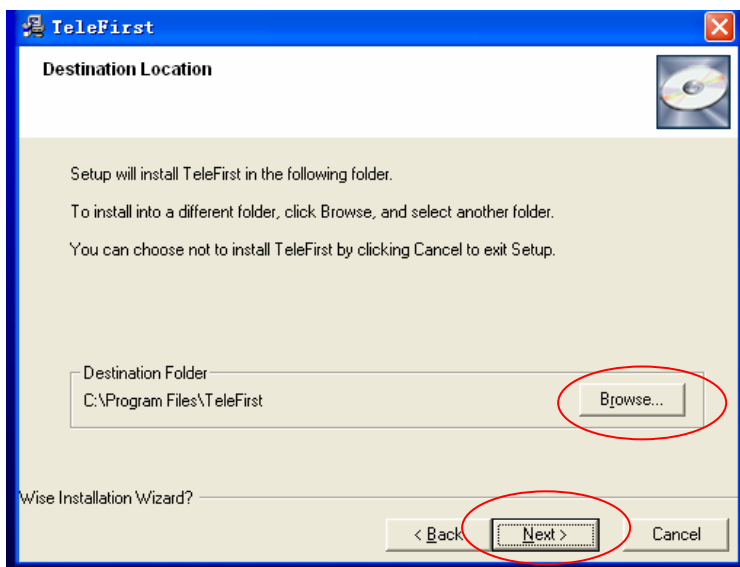 TeleFirst
Destination Location
Setup will install TeleFirst in the following folder.
To install into a different folder, click Browse, and select another folder.
You can choose not to install TeleFirst by clicking Cancel to exit Setup.
Destination Folder
C:\Program Files\TeleFirst
Browse...
Wise Installation Wizard?
< Back
Next >
Cancel